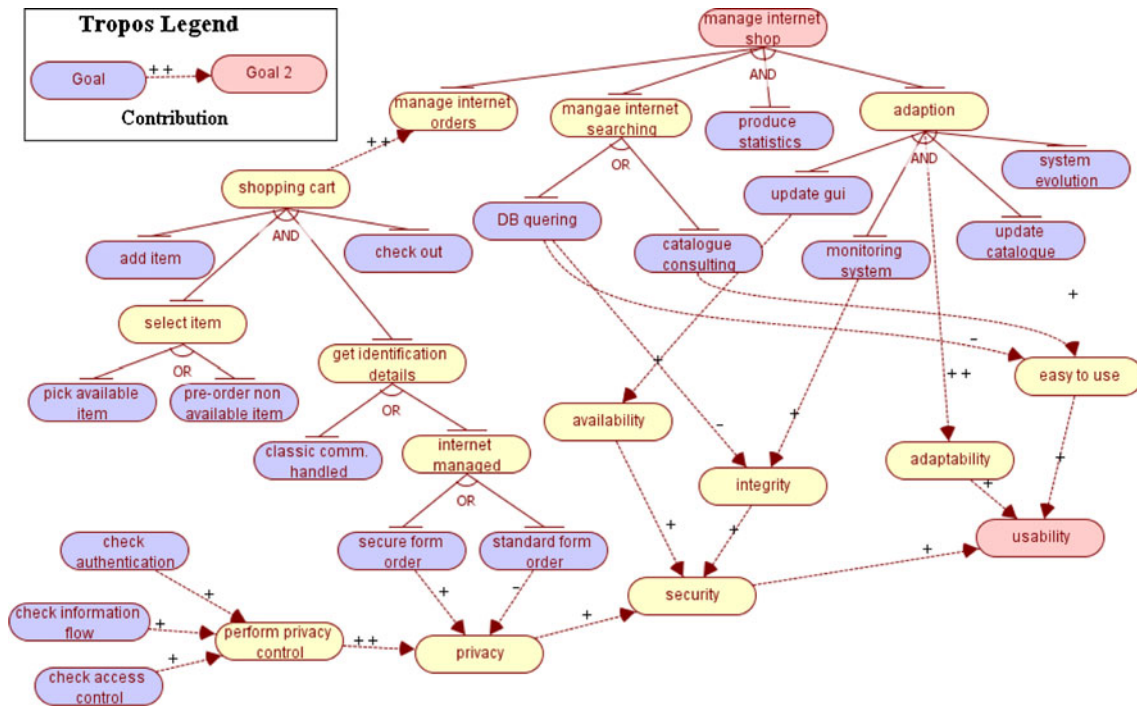 Tropos Legend
Goal
++
Goal 2
Contribution
manage internet
shop
AND
manage internet
orders
mangae internet
searching
produce
statistics
adaption
++
OR
AND
system
evolution
shopping cart
update gui
DB quering
AND
add item
check out
catalogue
consulting
monitoring
system
update
catalogue
+
select item
-
get identification
details
+
++
easy to use
OR
pick available
item
pre-order non
available item
OR
availability
-
+
classic comm.
handled
internet
managed
adaptability
+
integrity
+
OR
+
+
usability
check
authentication
secure form
order
standard form
order
+
security
+
+
-
check information
flow
+
perform privacy
control
++
privacy
+
+
check access
control